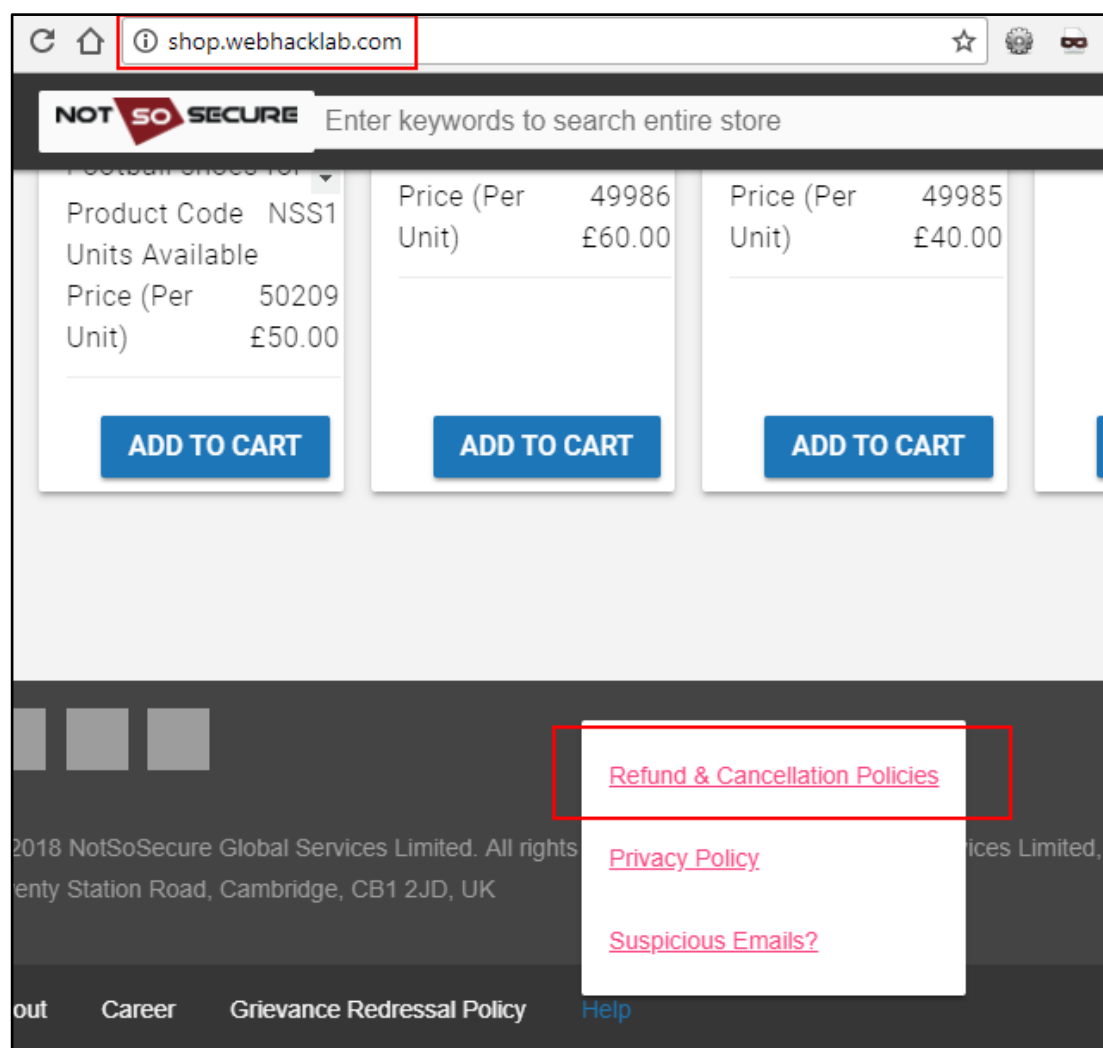 shop.webhacklab.com
NOT SO SECURE Enter keywords to search entire store
Football shoes for
Product Code NSS1
Units Available
Price (Per 50209
Unit) £50.00
ADD TO CART
Price (Per 49986
Unit) £60.00
ADD TO CART
Price (Per 49985
Unit) £40.00
ADD TO CART
Refund & Cancellation Policies
Privacy Policy
Suspicious Emails?
2018 NotSoSecure Global Services Limited. All rights
Limited,
Station Road, Cambridge, CB1 2JD, UK
Career Grievance Redressal Policy Help